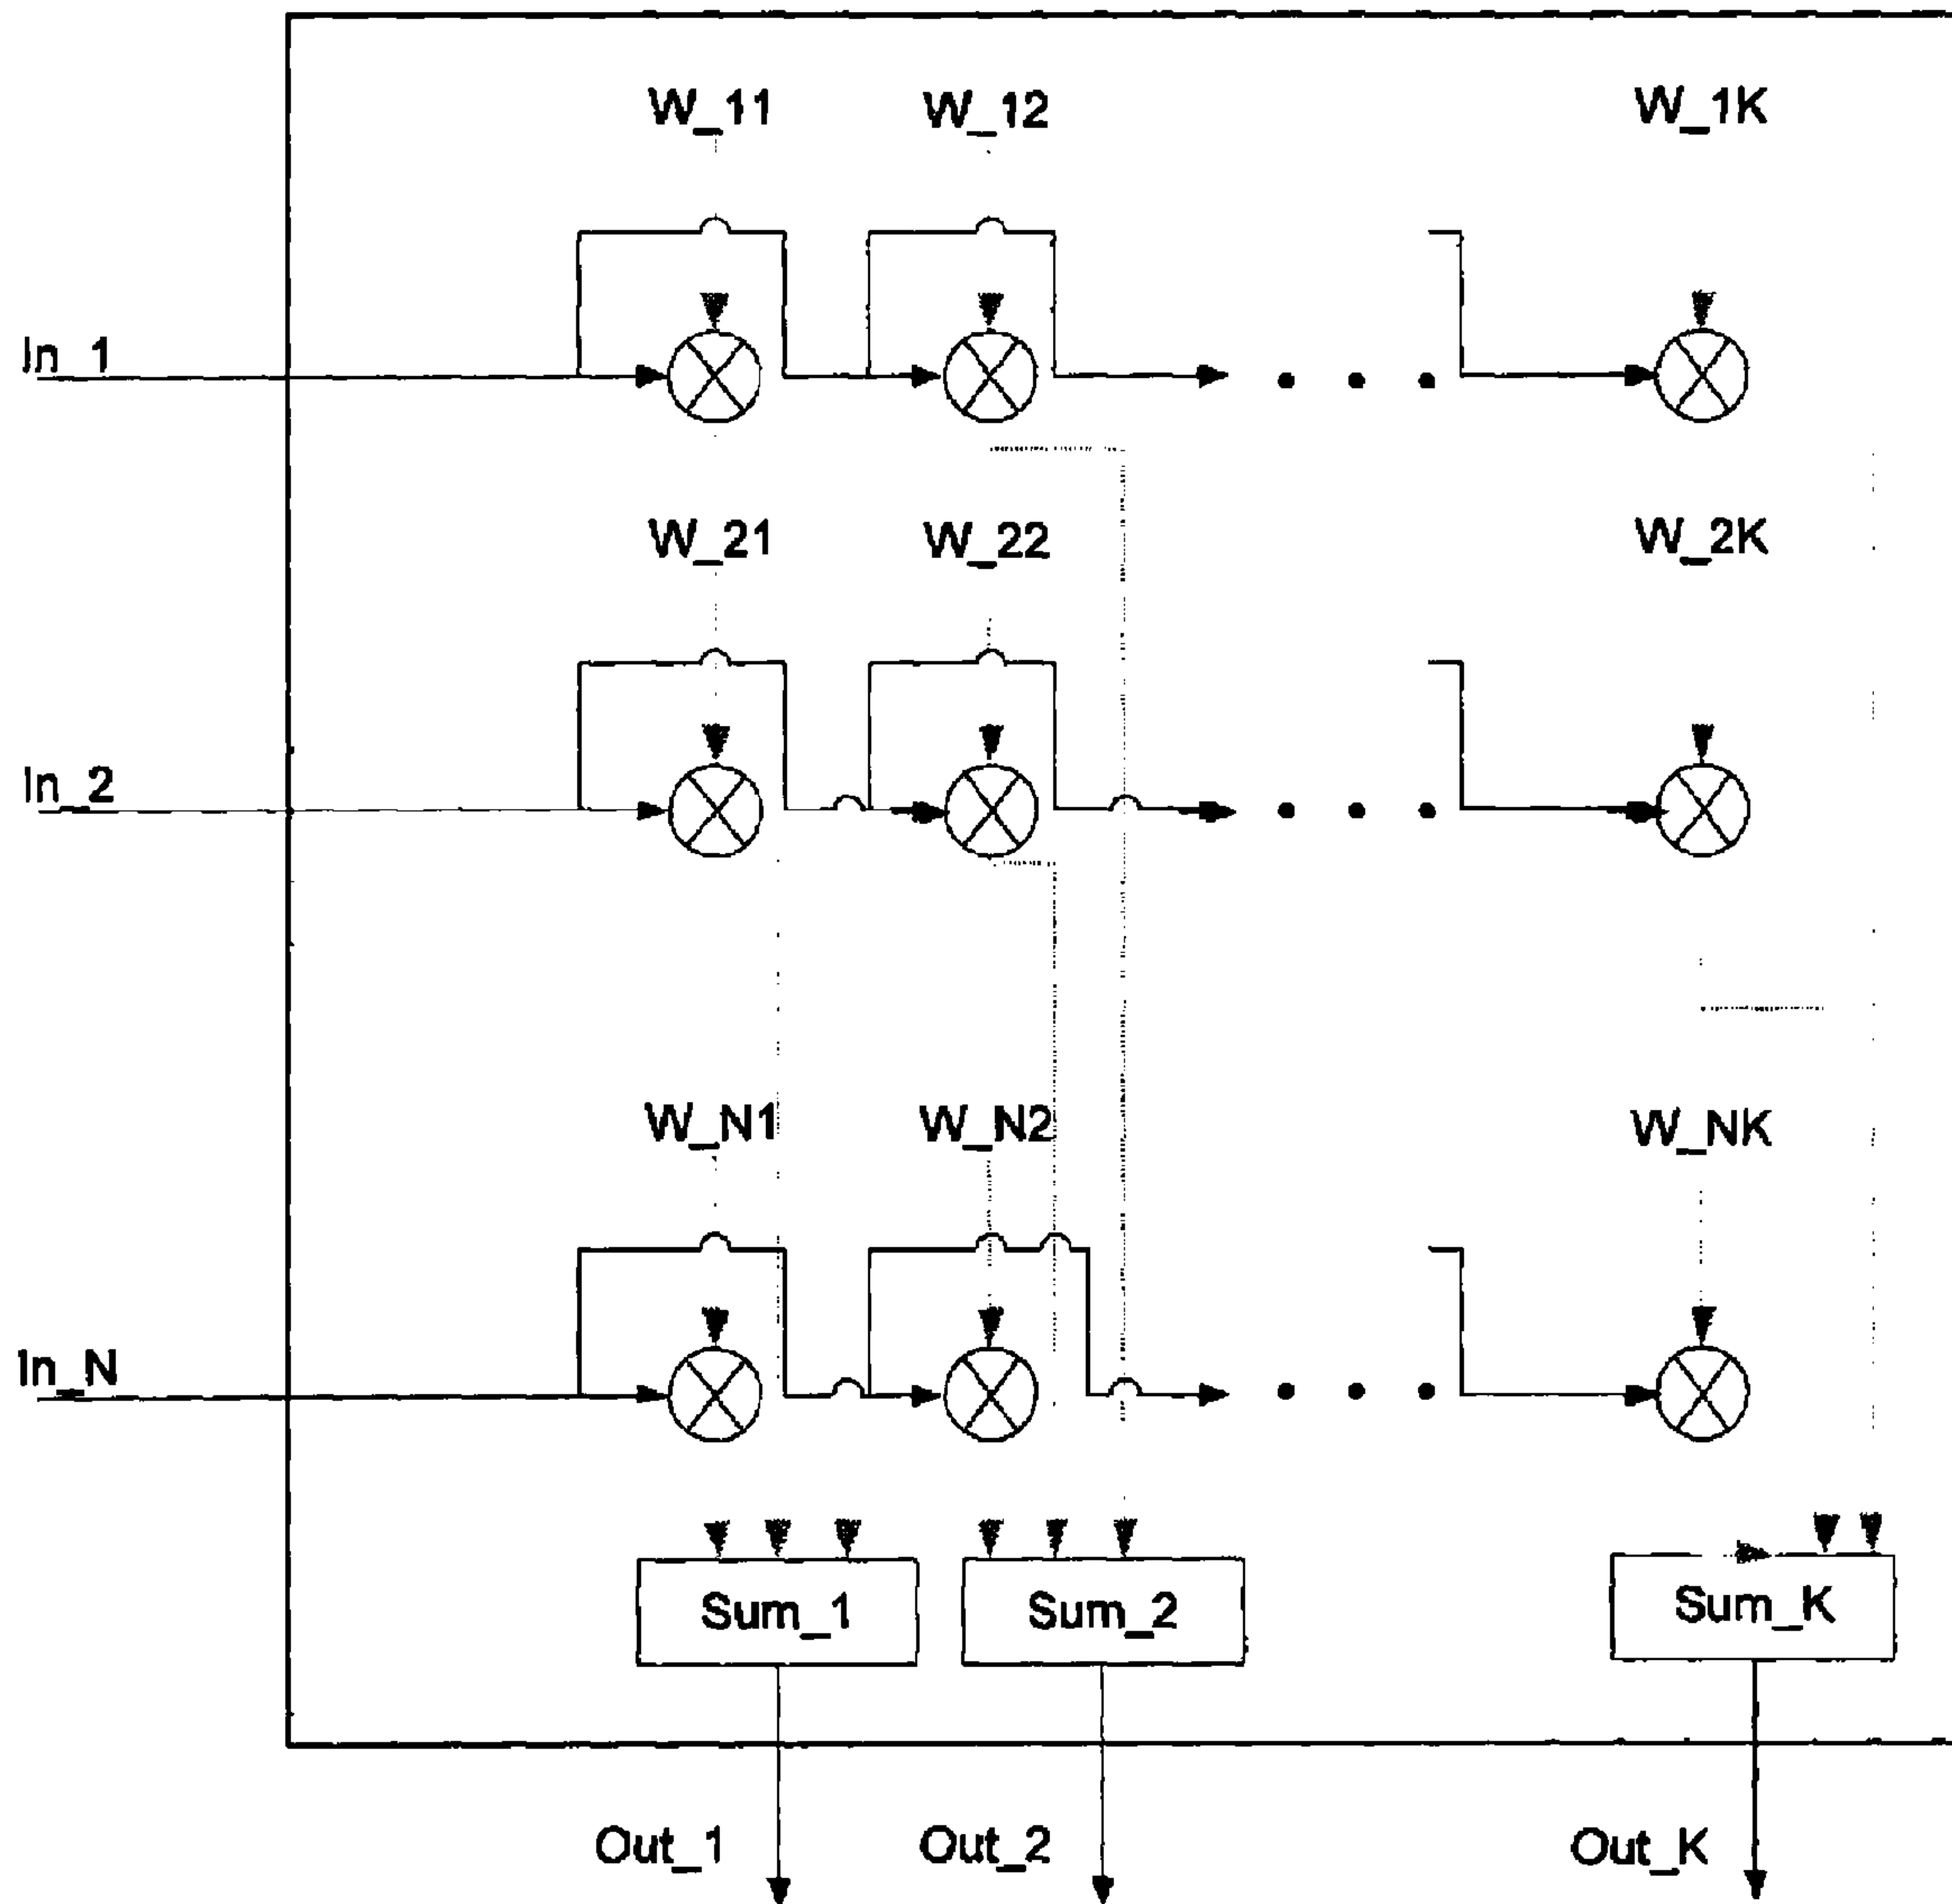 W_11 W_12 W_1K
In_1
W_21 W_22 W_2K
In_2
W_N1 W_N2 W_NK
In_N
Sum_1 Sum_2 Sum_K
Out_1 Out_2 Out_K